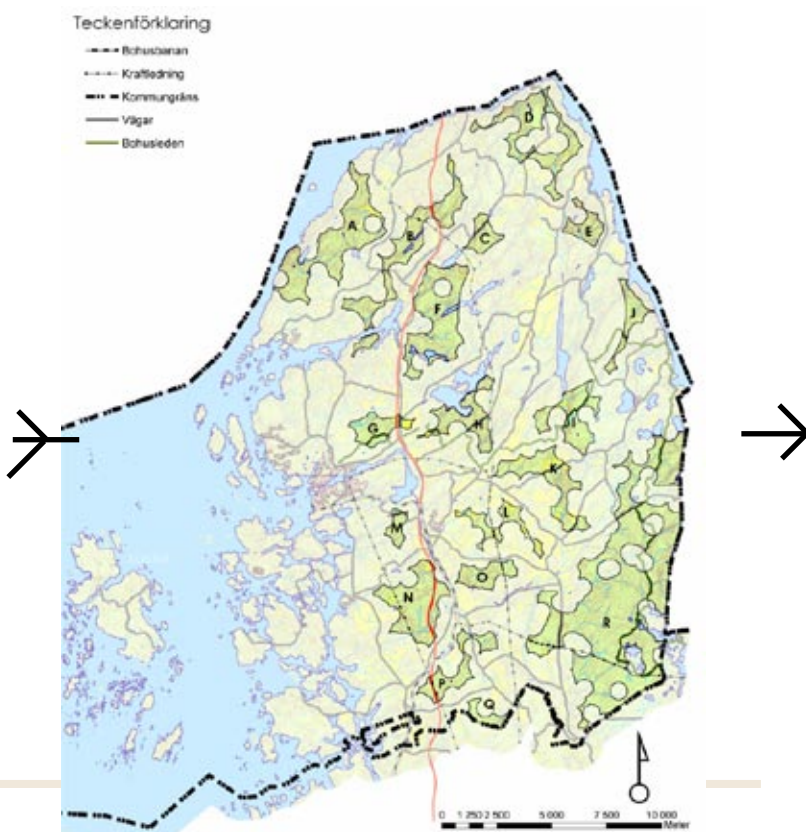 Teckenförklaring
Bohusbanan
Kraftledning
Kommungräns
Vägar
Bohusleden
D
A
B
C
E
F
J
G
H
I
K
L
M
O
N
R
P
Q
0 1 250 2 500 5 000 7 500 10 000
Meter